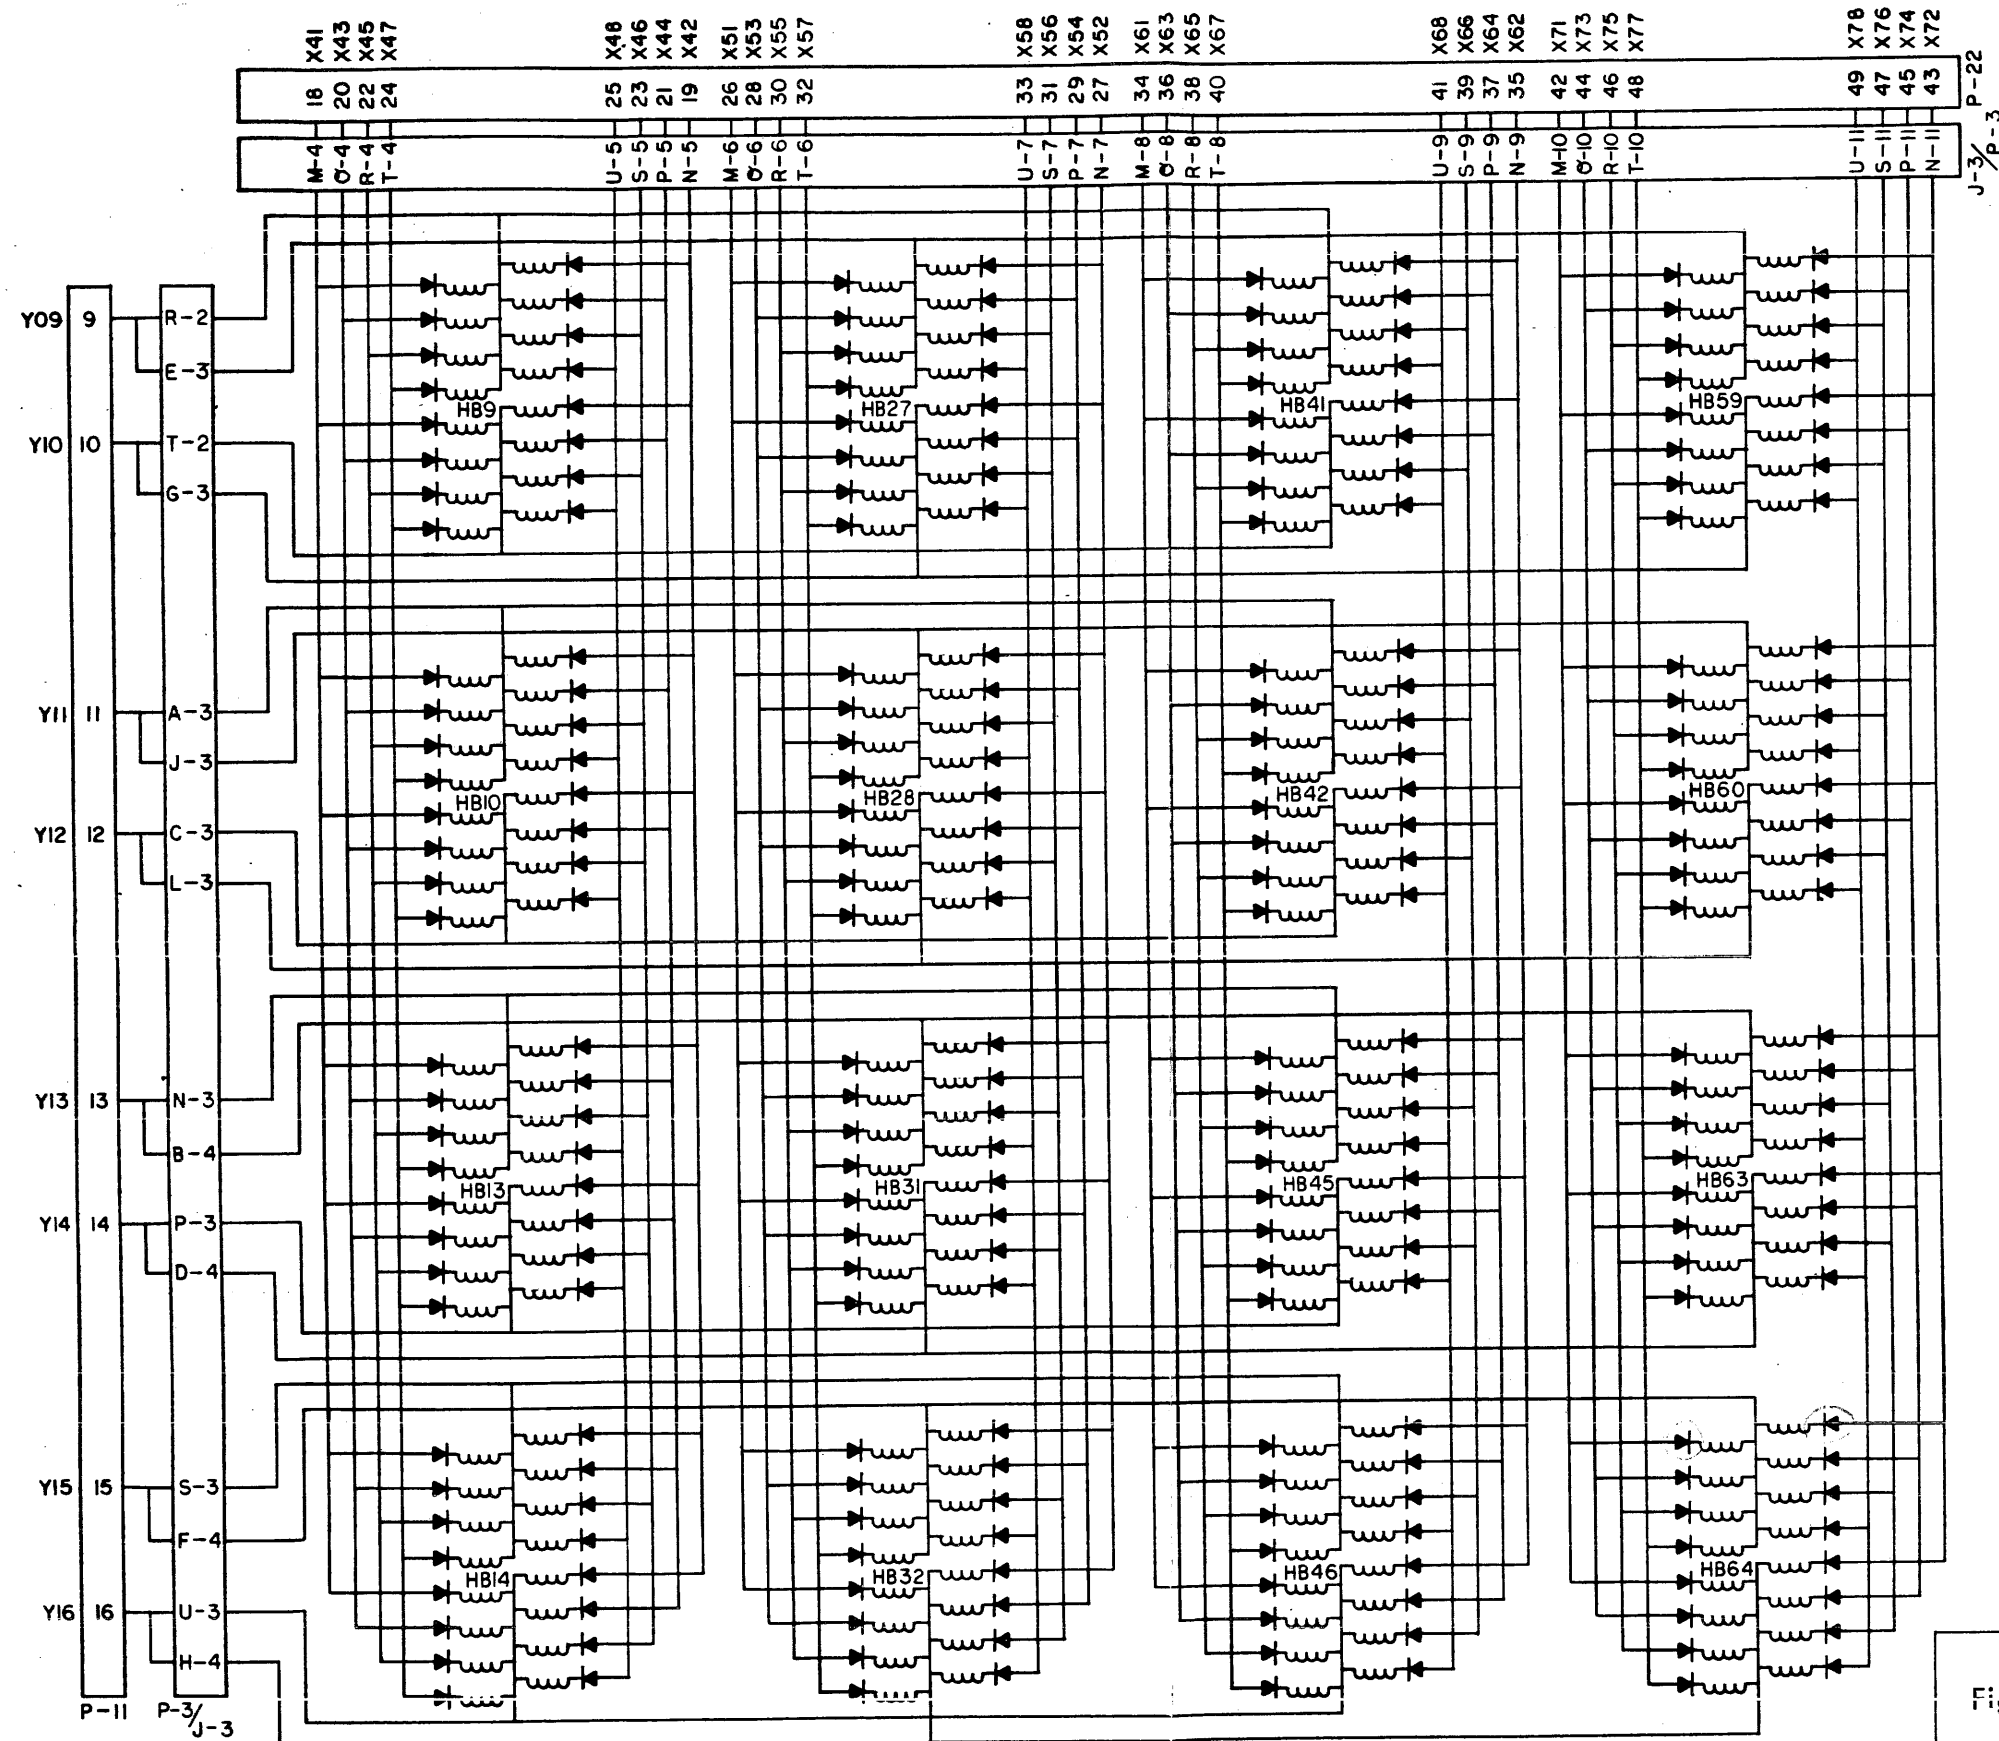 X41 X43 X45 X47 X48 X46 X44 X42 X51 X53 X55 X57 X58 X56 X54 X52 X61 X63 X65 X67 X68 X66 X64 X62 X71 X73 X75 X77 X78 X76 X74 X72
18 20 22 24 25 23 21 19 26 28 30 32 33 31 29 27 34 36 38 40 41 39 37 35 42 44 46 48 49 47 45 43 P-22
M-4 O-4 R-4 T-4 U-5 S-5 P-5 N-5 M-6 O-6 R-6 T-6 U-7 S-7 P-7 N-7 M-8 O-8 R-8 T-8 U-9 S-9 P-9 N-9 M-10 O-10 R-10 T-10 U-11 S-11 P-11 N-11 J-3/P-3
Y09 9 R-2
E-3
HB9 HB27 HB41 HB59
Y10 10 T-2
G-3
Y11 11 A-3
J-3
HB10 HB28 HB42 HB60
Y12 12 C-3
L-3
Y13 13 N-3
B-4
HB13 HB31 HB45 HB63
Y14 14 P-3
D-4
Y15 15 S-3
F-4
HB14 HB32 HB46 HB64
Y16 16 U-3
H-4
P-11 P-3/J-3